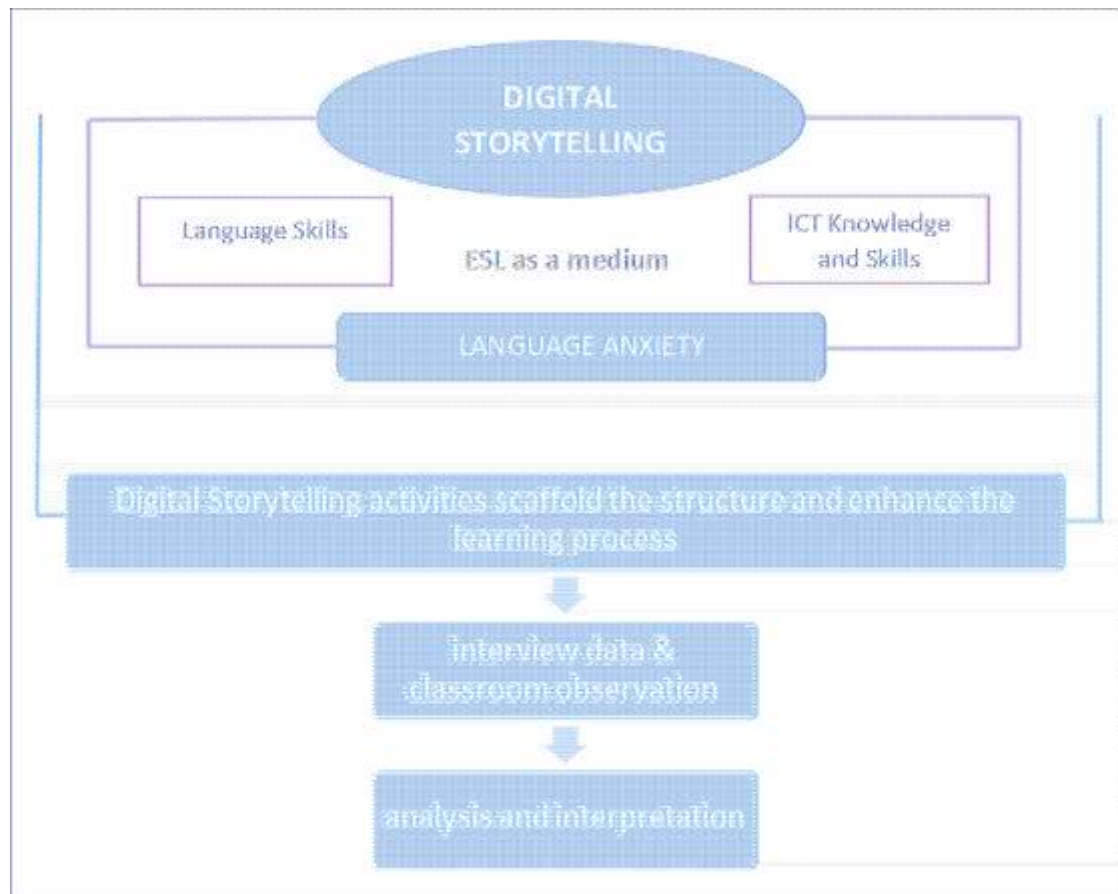 DIGITAL
STORYTELLING
Language Skills
ESL as a medium
ICT Knowledge
and Skills
LANGUAGE ANXIETY
Digital Storytelling activities scaffold the structure and enhance the
learning process
interview data &
classroom observation
analysis and interpretation